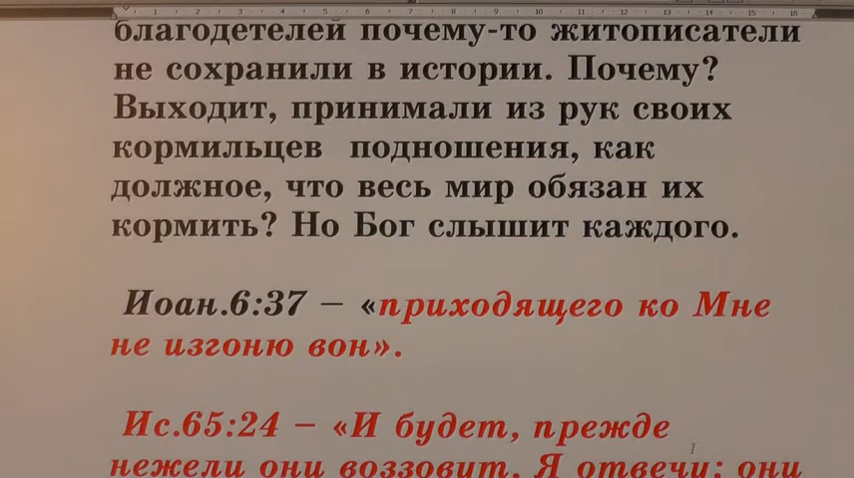 благодетелей почему-то житописатели
не сохранили в истории. Почему?
Выходит, принимали из рук своих
кормильцев подношения, как
должное, что весь мир обязан их
кормить? Но Бог слышит каждого.
Иоан.6:37 – «приходящего ко Мне
не изгоню вон».
Ис.65:24 – «И будет, прежде
нежели они воззовит, Я отвечи; они